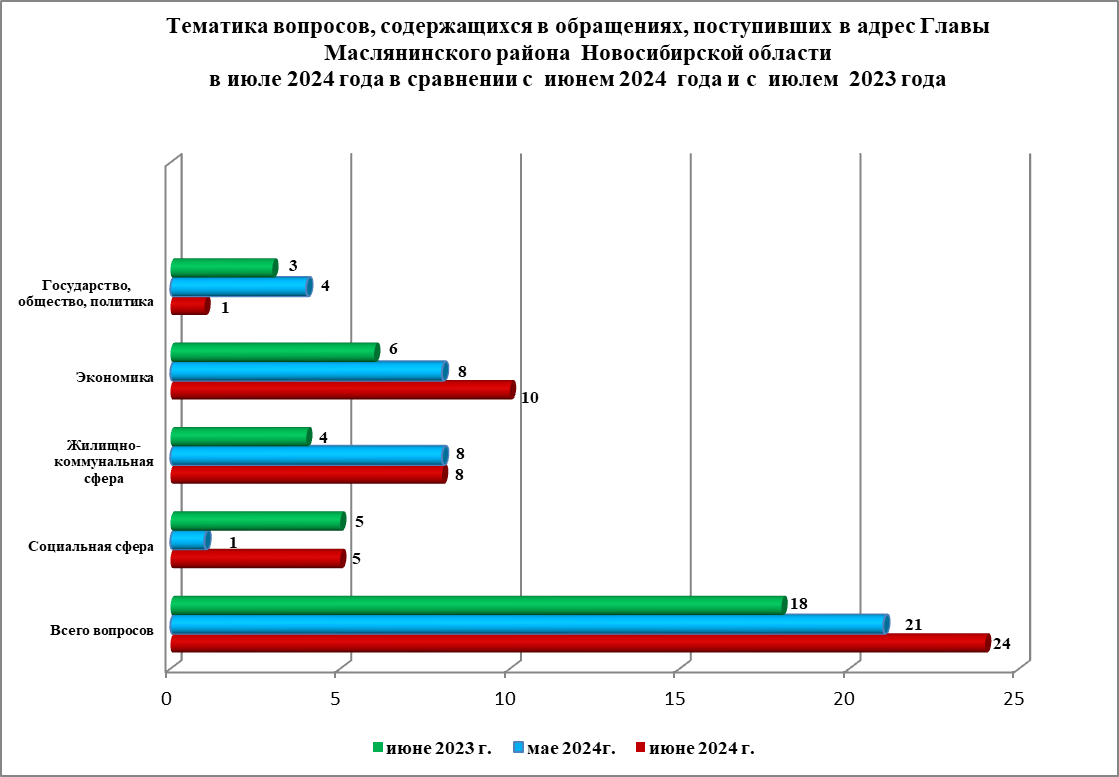 Тематика вопросов, содержащихся в обращениях, поступивших в адрес Главы
Маслянинского района Новосибирской области
в июле 2024 года в сравнении с июнем 2024 года и с июлем 2023 года
Государство,
общество, политика
3
4
1
Экономика
6
8
10
Жилищно-
коммунальная
сфера
4
8
8
Социальная сфера
5
1
5
Всего вопросов
18
21
24
0 5 10 15 20 25
июне 2023 г. мае 2024г. июне 2024 г.